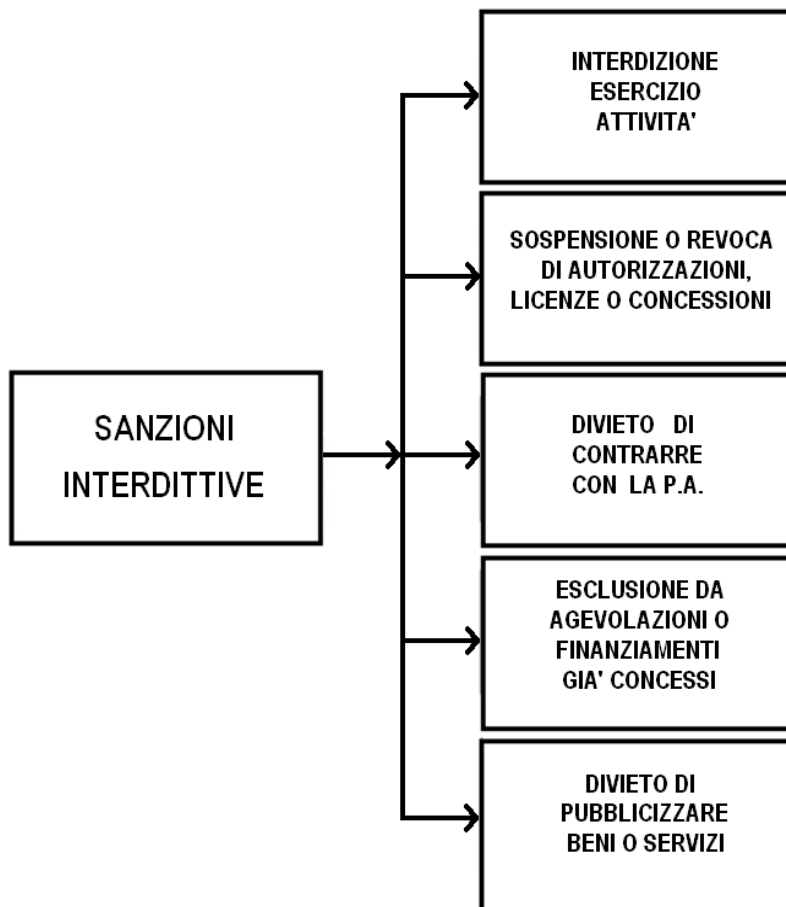 SANZIONI
INTERDITTIVE
INTERDIZIONE
ESERCIZIO
ATTIVITA'
SOSPENSIONE O REVOCA
DI AUTORIZZAZIONI,
LICENZE O CONCESSIONI
DIVIETO DI
CONTRARRE
CON LA P.A.
ESCLUSIONE DA
AGEVOLAZIONI O
FINANZIAMENTI
GIA' CONCESSI
DIVIETO DI
PUBBLICIZZARE
BENI O SERVIZI